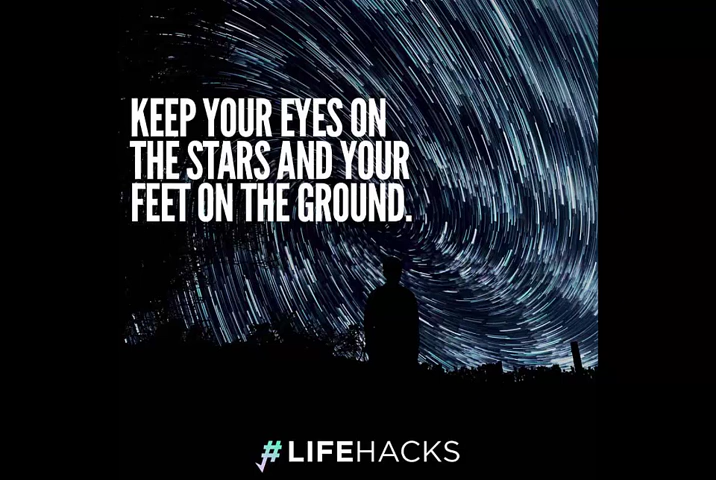 KEEP YOUR EYES ON
THE STARS AND YOUR
FEET ON THE GROUND.
#LIFEHACKS